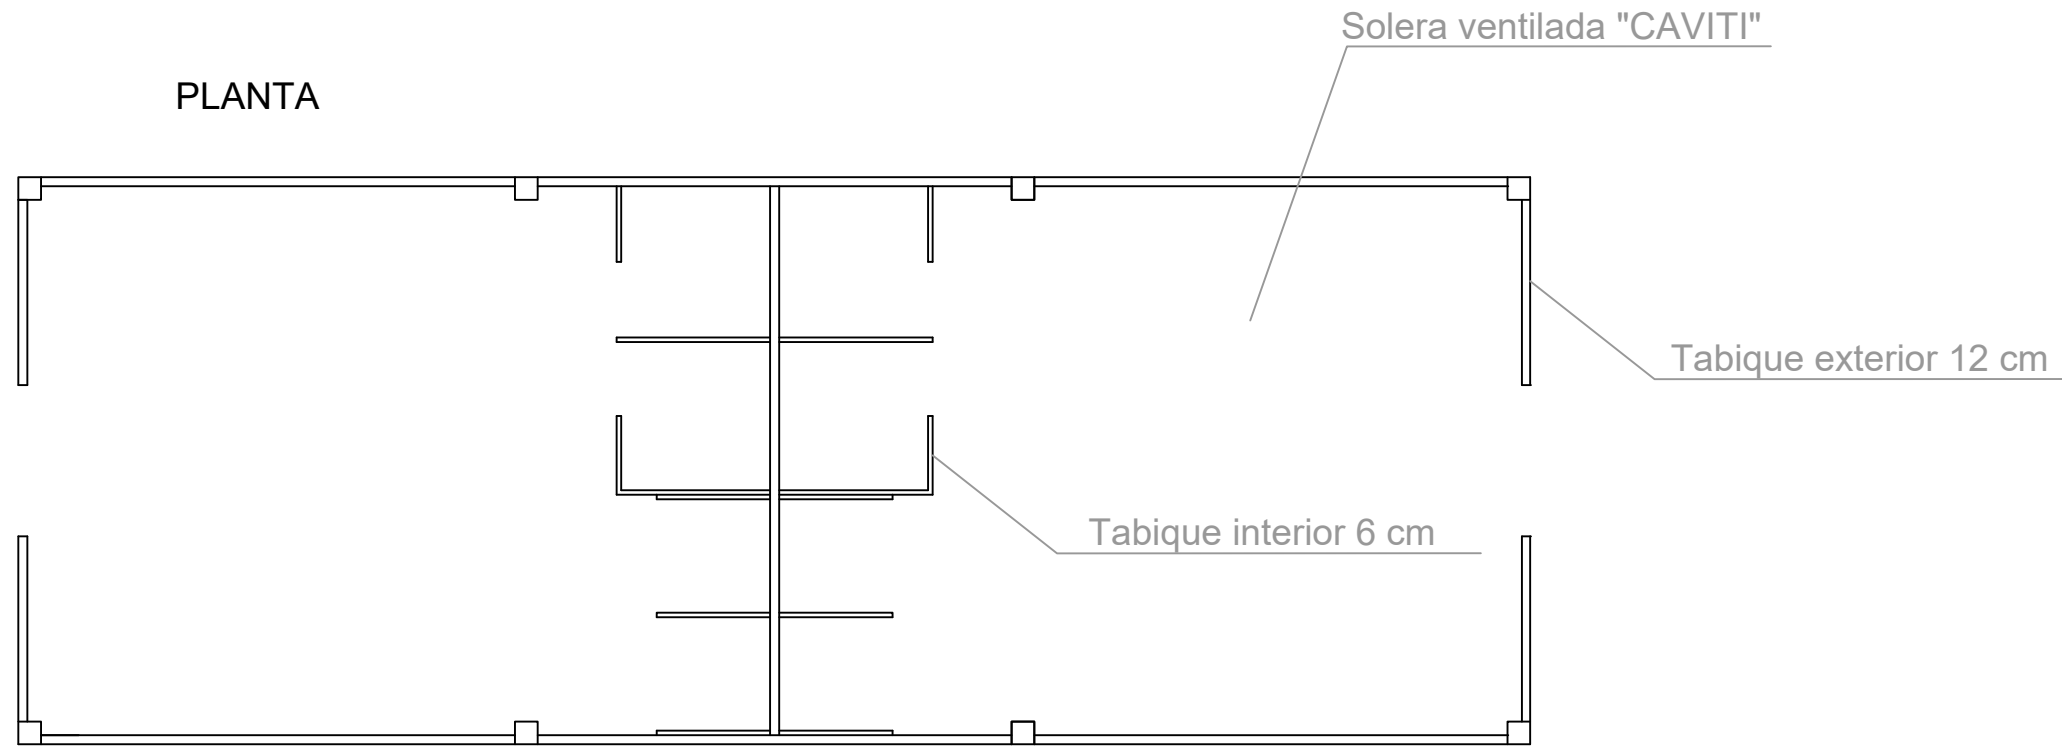 Solera ventilada "CAVITI"
PLANTA
Tabique exterior 12 cm
Tabique interior 6 cm